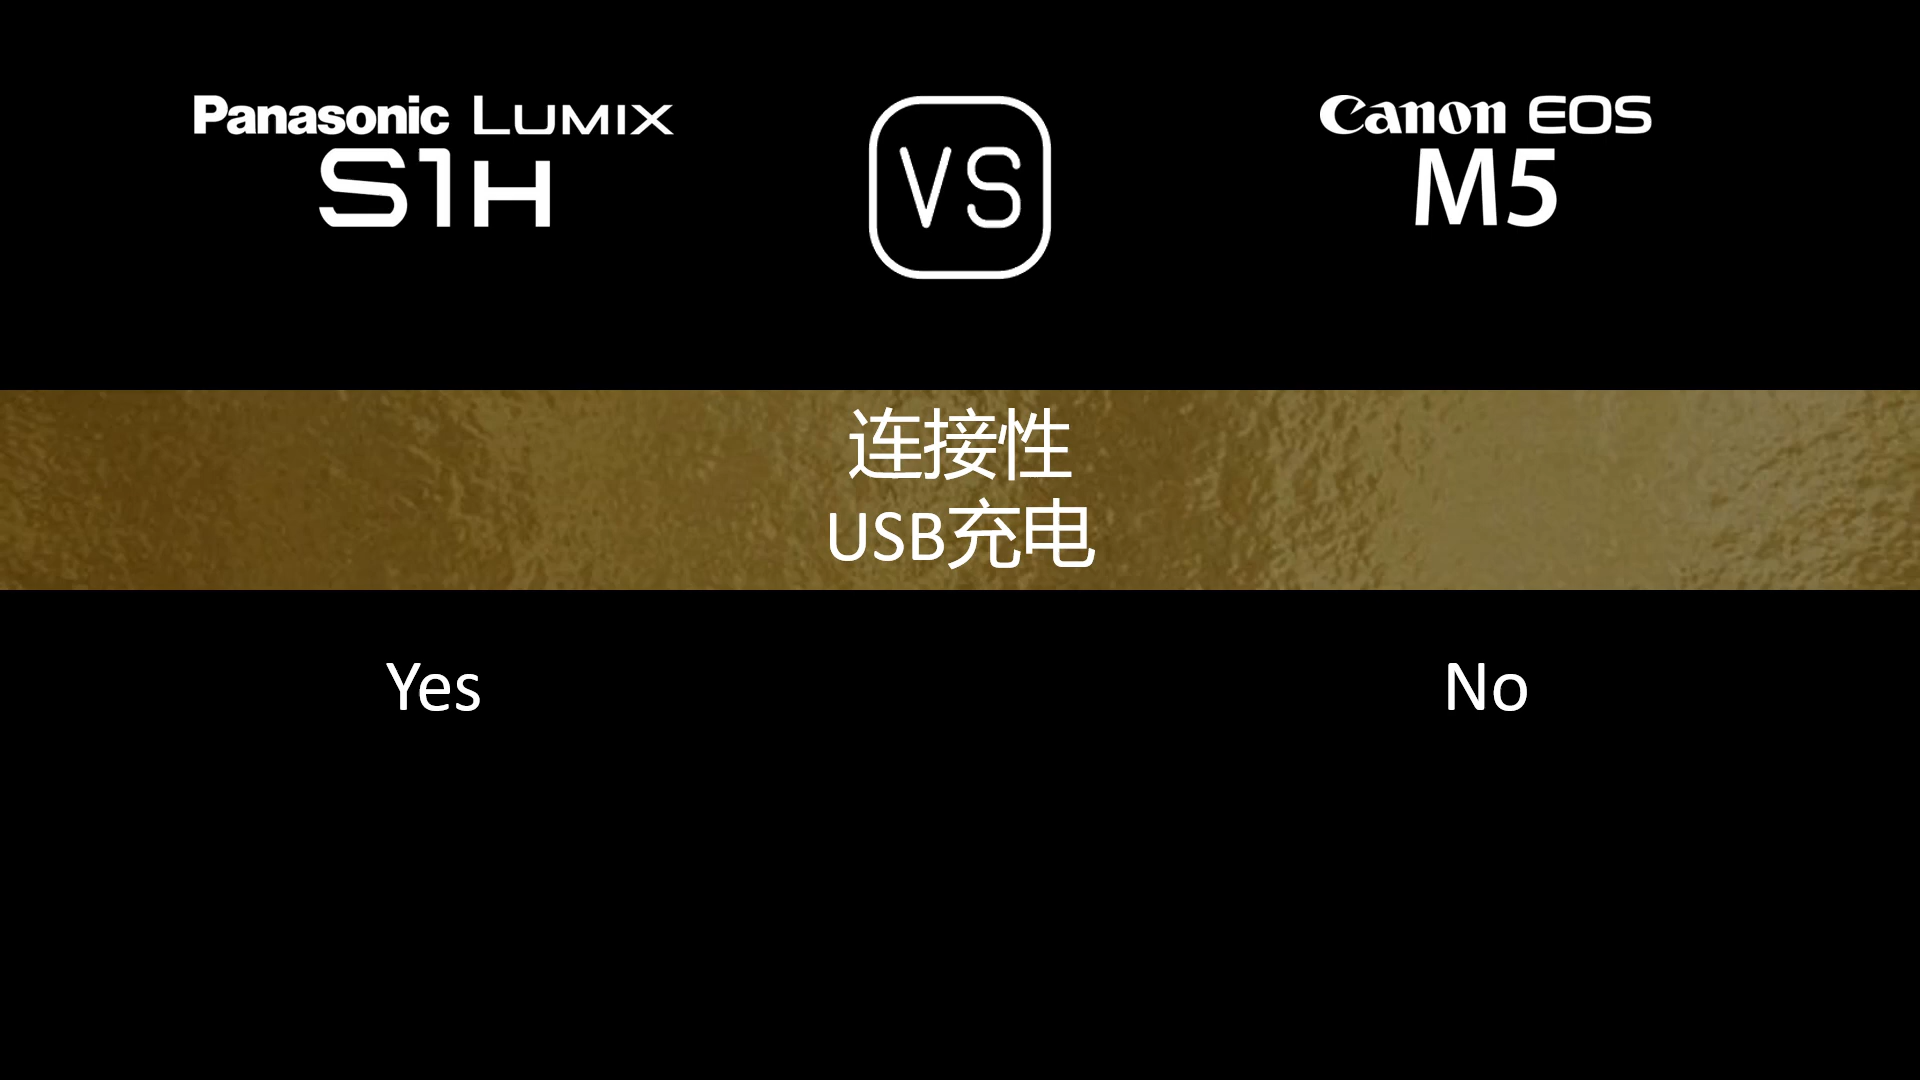 Panasonic LUMIX
S1H
VS
Canon EOS
M5
连接性
USB充电
Yes
No